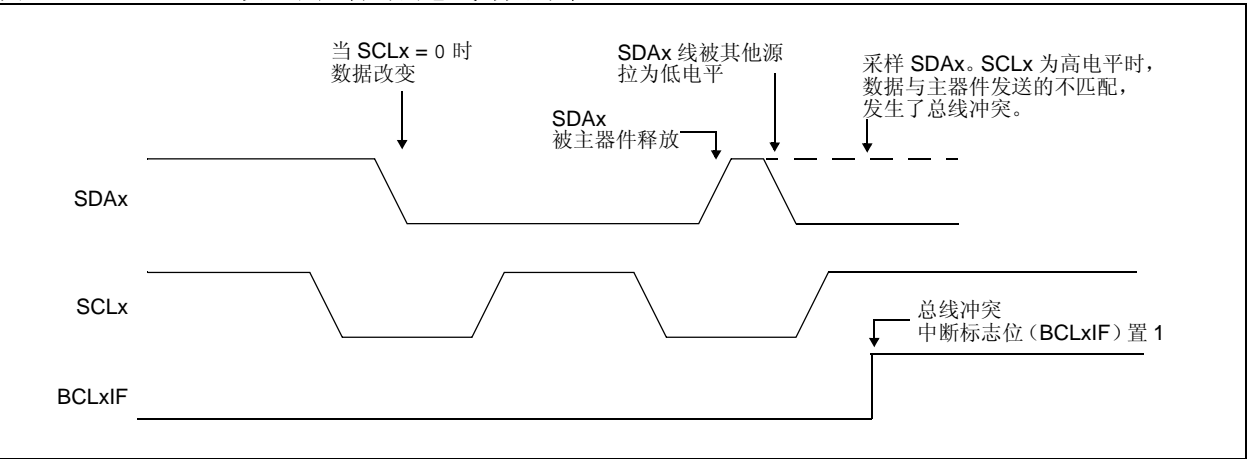 当 SCLx = 0 时
数据改变
SDAx 线被其他源
拉为低电平
采样 SDAx。SCLx 为高电平时，
数据与主器件发送的不匹配，
发生了总线冲突。
SDAx
被主器件释放
SDAx
SCLx
总线冲突
中断标志位（BCLxIF）置 1
BCLxIF